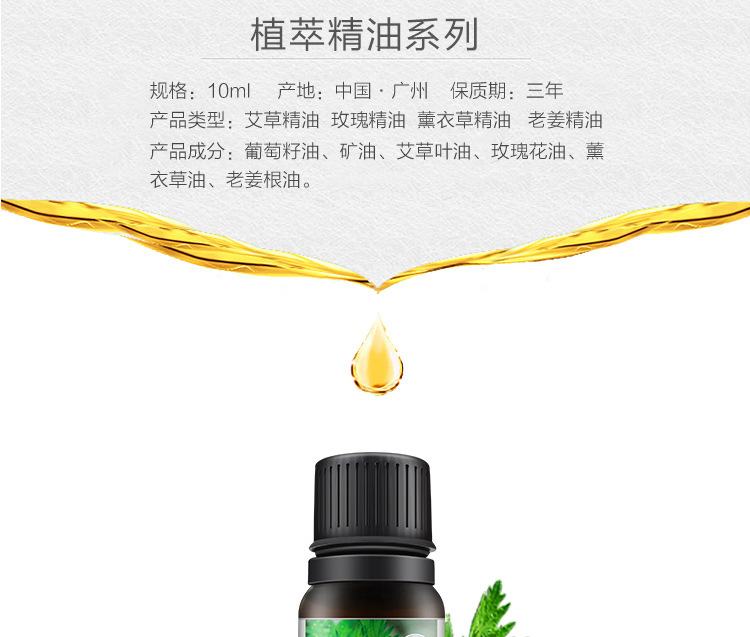 植萃精油系列
规格：10ml 产地：中国·广州 保质期：三年
产品类型：艾草精油 玫瑰精油 薰衣草精油 老姜精油
产品成分：葡萄籽油、矿油、艾草叶油、玫瑰花油、薰
衣草油、老姜根油。